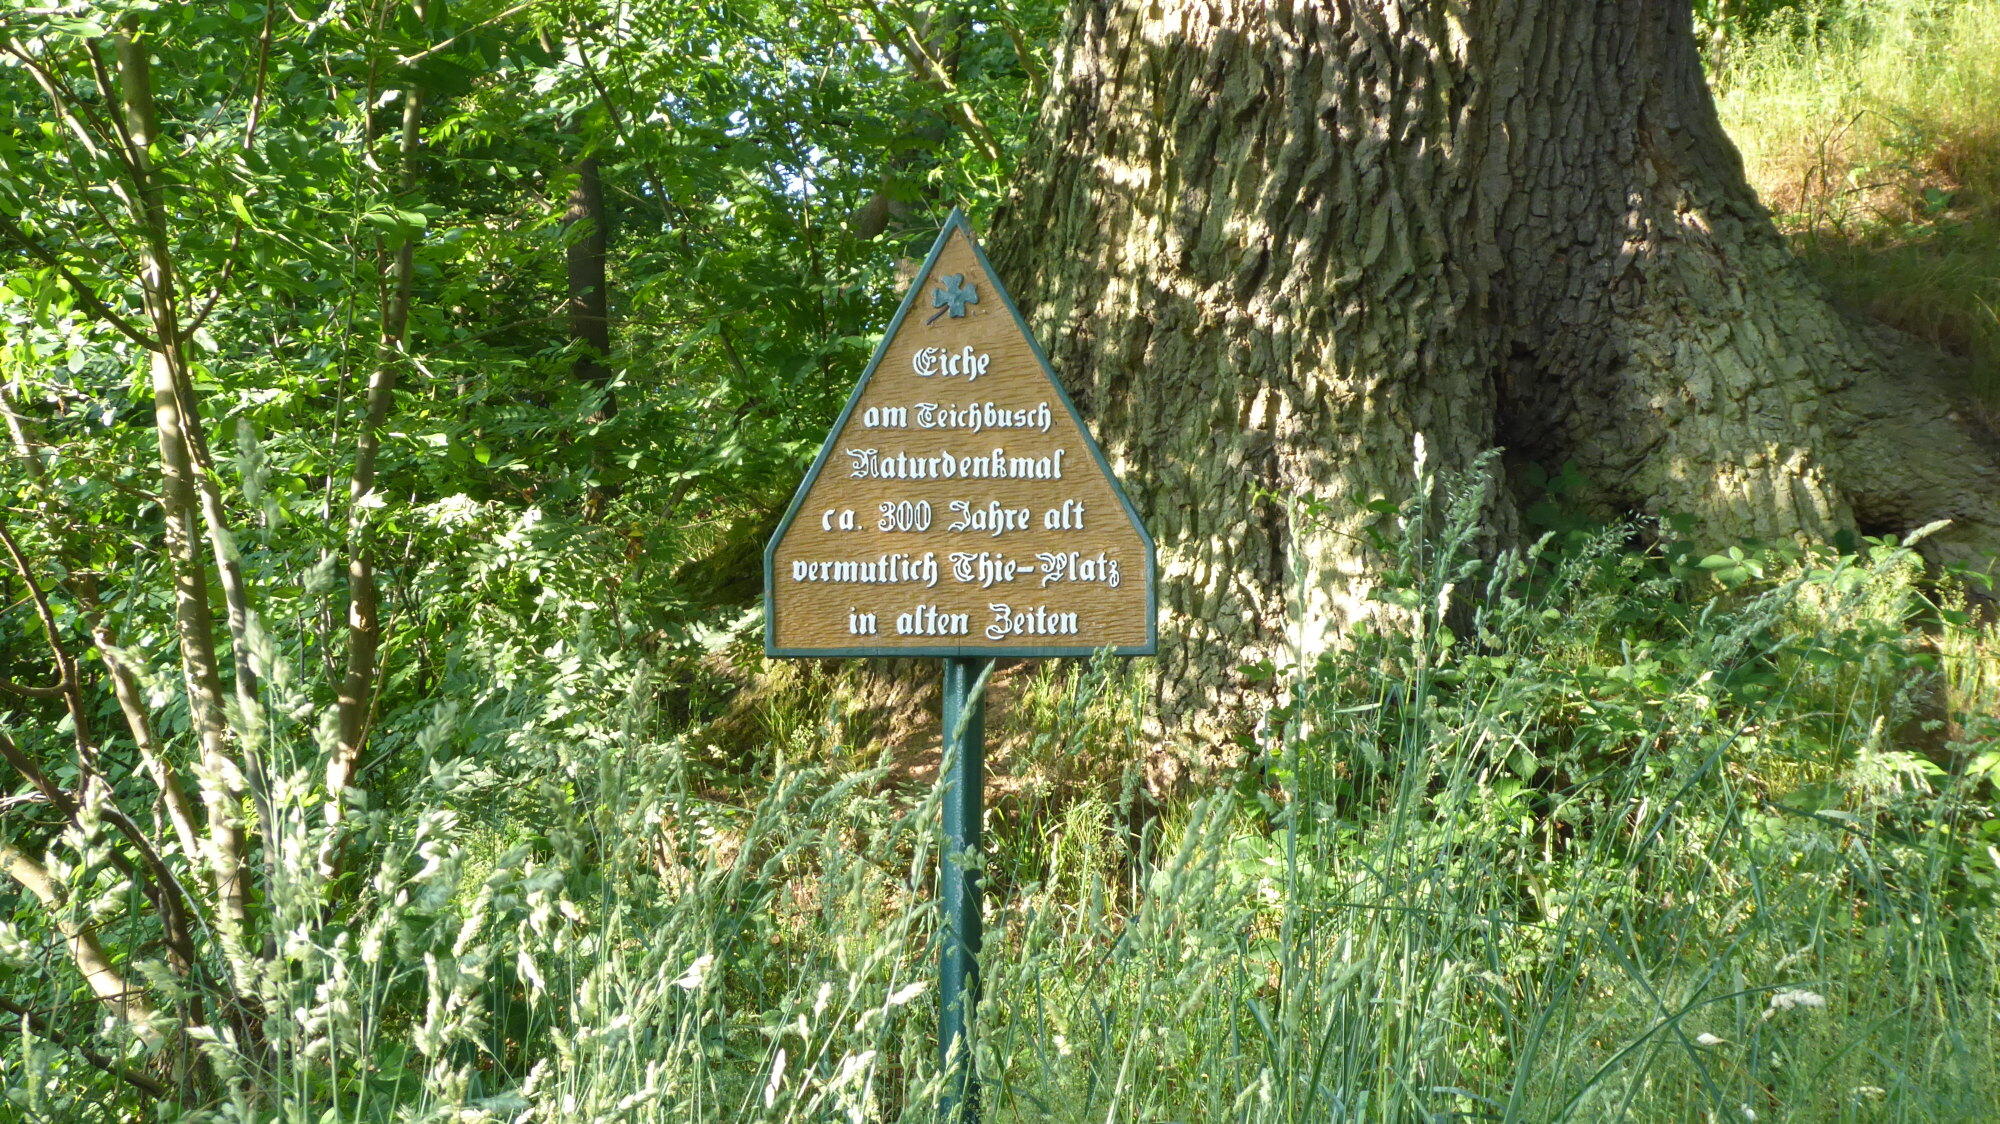 Eiche
am Teichbusch
Naturdenkmal
ca. 300 Jahre alt
vermutlich Thie-Platz
in alten Zeiten